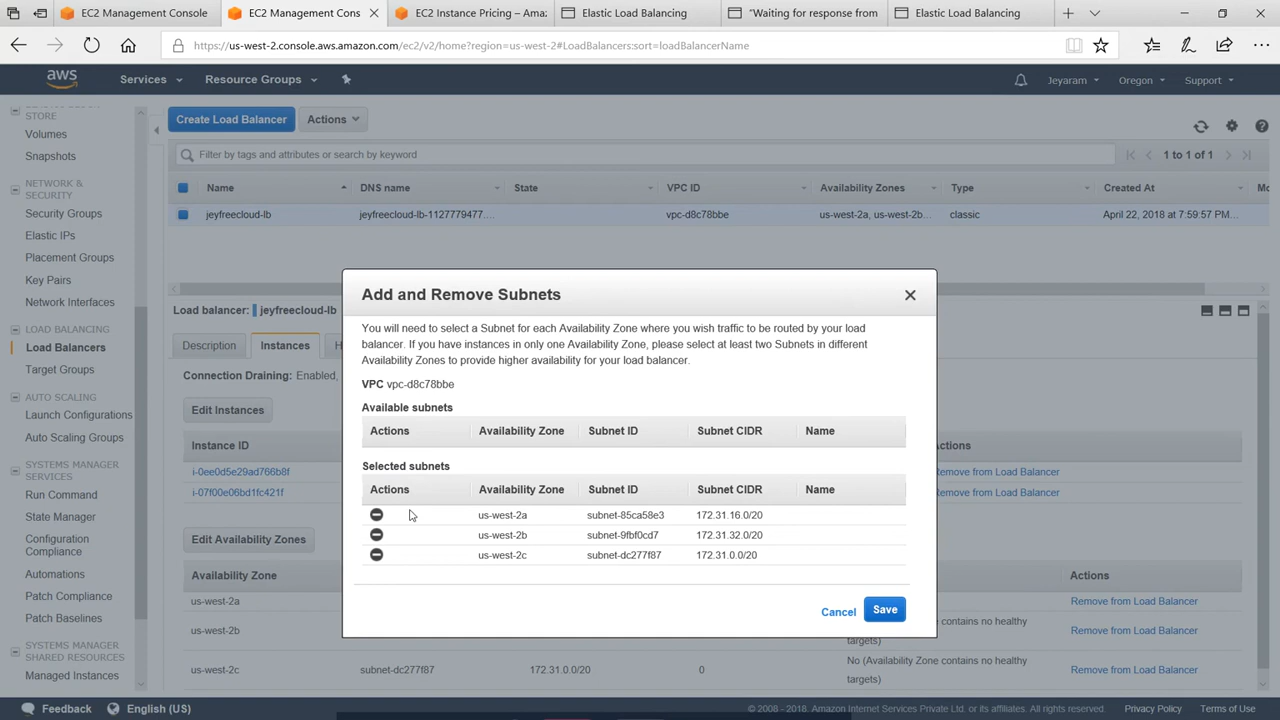 EC2 Management Console
EC2 Management Cons
EC2 Instance Pricing – Ama
Elastic Load Balancing
"Waiting for response from
Elastic Load Balancing
https://us-west-2.console.aws.amazon.com/ec2/v2/home?region=us-west-2#LoadBalancers:sort=loadBalancerName
aws
Services
Resource Groups
Jeyaram
Oregon
Support
STORE
Volumes
Snapshots
NETWORK &
SECURITY
Security Groups
Elastic IPs
Placement Groups
Key Pairs
Network Interfaces
LOAD BALANCING
Load Balancers
Target Groups
AUTO SCALING
Launch Configurations
Auto Scaling Groups
SYSTEMS MANAGER
SERVICES
Run Command
State Manager
Configuration
Compliance
Automations
Patch Compliance
Patch Baselines
SYSTEMS MANAGER
SHARED RESOURCES
Managed Instances
Create Load Balancer
Actions
Filter by tags and attributes or search by keyword
1 to 1 of 1
Name DNS name State VPC ID Availability Zones Type Created At Mo
jeyfreecloud-lb jeyfreecloud-lb-1127779477.... vpc-d8c78bbe us-west-2a, us-west-2b... classic April 22, 2018 at 7:59:57 PM...
Load balancer: jeyfreecloud-lb
Description
Instances
H
Connection Draining: Enabled,
Edit Instances
Instance ID
ctions
i-0ee0d5e29ad766b8f
Remove from Load Balancer
i-07f00e06bd1fc421f
Remove from Load Balancer
Edit Availability Zones
Availability Zone
Actions
us-west-2a
Remove from Load Balancer
us-west-2b
e contains no healthy
targets)
Remove from Load Balancer
us-west-2c subnet-dc277f87 172.31.0.0/20 0
No (Availability Zone contains no healthy
targets)
Remove from Load Balancer
Add and Remove Subnets
You will need to select a Subnet for each Availability Zone where you wish traffic to be routed by your load
balancer. If you have instances in only one Availability Zone, please select at least two Subnets in different
Availability Zones to provide higher availability for your load balancer.
VPC vpc-d8c78bbe
Available subnets
Actions Availability Zone Subnet ID Subnet CIDR Name
Selected subnets
Actions Availability Zone Subnet ID Subnet CIDR Name
us-west-2a subnet-85ca58e3 172.31.16.0/20
us-west-2b subnet-9fbf0cd7 172.31.32.0/20
us-west-2c subnet-dc277f87 172.31.0.0/20
Cancel
Save
Feedback
English (US)
© 2008 - 2018, Amazon Internet Services Private Ltd. or its affiliates. All rights reserved.
Privacy Policy
Terms of Use